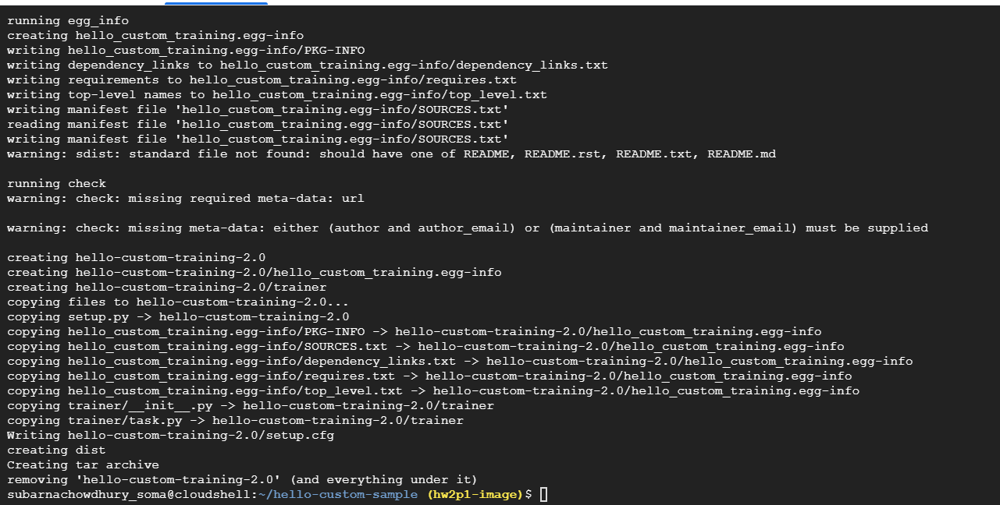 running egg_info
creating hello_custom_training.egg-info
writing hello_custom_training.egg-info/PKG-INFO
writing dependency_links to hello_custom_training.egg-info/dependency_links.txt
writing requirements to hello_custom_training.egg-info/requires.txt
writing top-level names to hello_custom_training.egg-info/top_level.txt
writing manifest file 'hello_custom_training.egg-info/SOURCES.txt'
reading manifest file 'hello_custom_training.egg-info/SOURCES.txt'
writing manifest file 'hello_custom_training.egg-info/SOURCES.txt'
warning: sdist: standard file not found: should have one of README, README.rst, README.txt, README.md
running check
warning: check: missing required meta-data: url
warning: check: missing meta-data: either (author and author_email) or (maintainer and maintainer_email) must be supplied
creating hello-custom-training-2.0
creating hello-custom-training-2.0/hello_custom_training.egg-info
creating hello-custom-training-2.0/trainer
copying files to hello-custom-training-2.0...
copying setup.py -> hello-custom-training-2.0
copying hello_custom_training.egg-info/PKG-INFO -> hello-custom-training-2.0/hello_custom_training.egg-info
copying hello_custom_training.egg-info/SOURCES.txt -> hello-custom-training-2.0/hello_custom_training.egg-info
copying hello_custom_training.egg-info/dependency_links.txt -> hello-custom-training-2.0/hello_custom_training.egg-info
copying hello_custom_training.egg-info/requires.txt -> hello-custom-training-2.0/hello_custom_training.egg-info
copying hello_custom_training.egg-info/top_level.txt -> hello-custom-training-2.0/hello_custom_training.egg-info
copying trainer/__init__.py -> hello-custom-training-2.0/trainer
copying trainer/task.py -> hello-custom-training-2.0/trainer
Writing hello-custom-training-2.0/setup.cfg
creating dist
Creating tar archive
removing 'hello-custom-training-2.0' (and everything under it)
subarnachowdhury_soma@cloudshell:~/hello-custom-sample (hw2p1-image)$